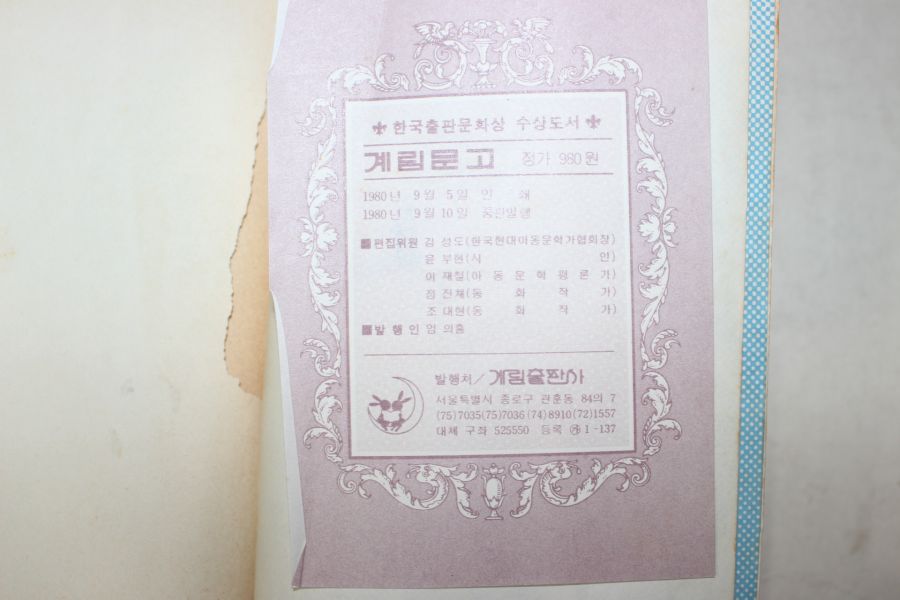 ⚜ 한국출판문화상 수상도서 ⚜
계림문고 정가 980원
1980년 9월 5일 인 쇄
1980년 9월 10일 중판발행
■편집위원 김 성도(한국현대아동문학가협회장)
윤 부현(시 인)
이 재철(아 동 문 학 평 론 가)
정 진채(동 화 작 가)
조 대현(동 화 작 가)
■발 행 인 엄 의흠
발행처/ 계림출판사
서울특별시 종로구 관훈동 84의 7
(75)7035(75)7036 (74)8910(72)1557
대체 구좌 525550 등록 ㉮ 1-137